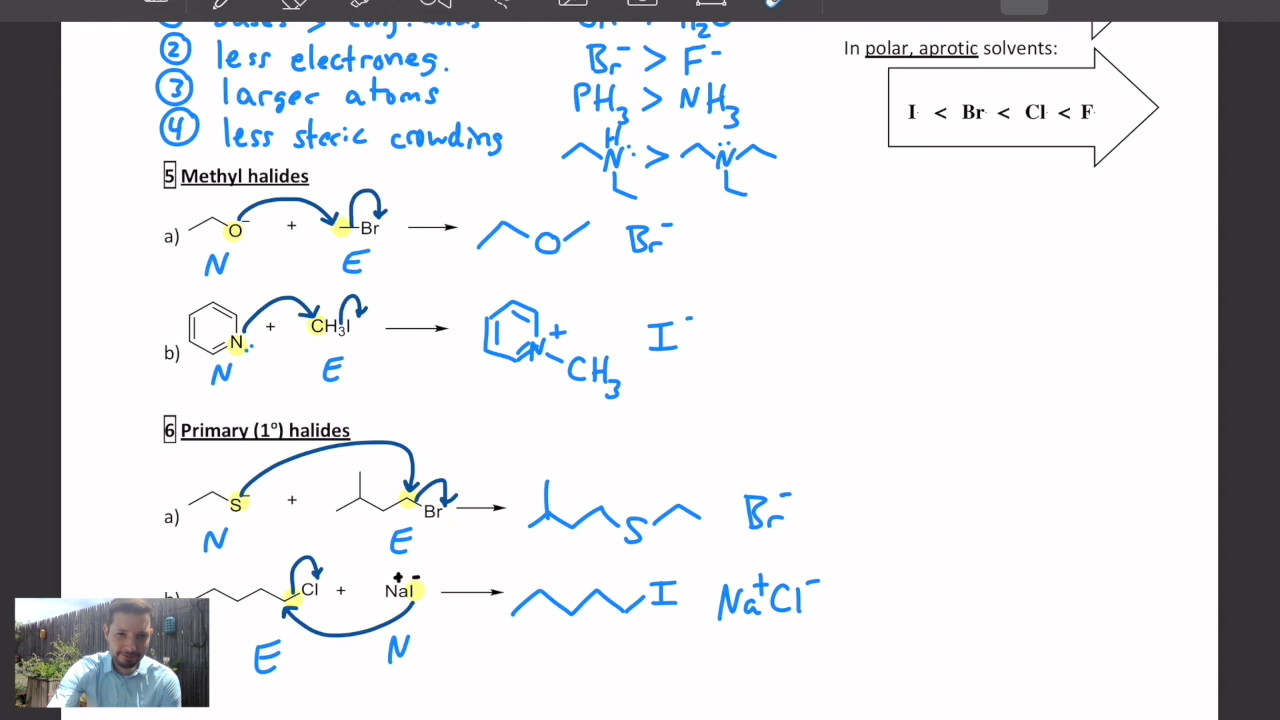 ② less electroneg. Br⁻ > F⁻
In polar, aprotic solvents:
③ larger atoms PH₃ > NH₃
I < Br < Cl < F
④ less steric crowding H N: > N̈
5 Methyl halides
a) O⁻ + Br → O Br⁻
N E
b) N: + CH₃I → N⁺ CH₃ I⁻
N E
6 Primary (1°) halides
a) S⁻ + Br → S Br⁻
N E
Cl + NaI + - → I Na⁺Cl⁻
E N